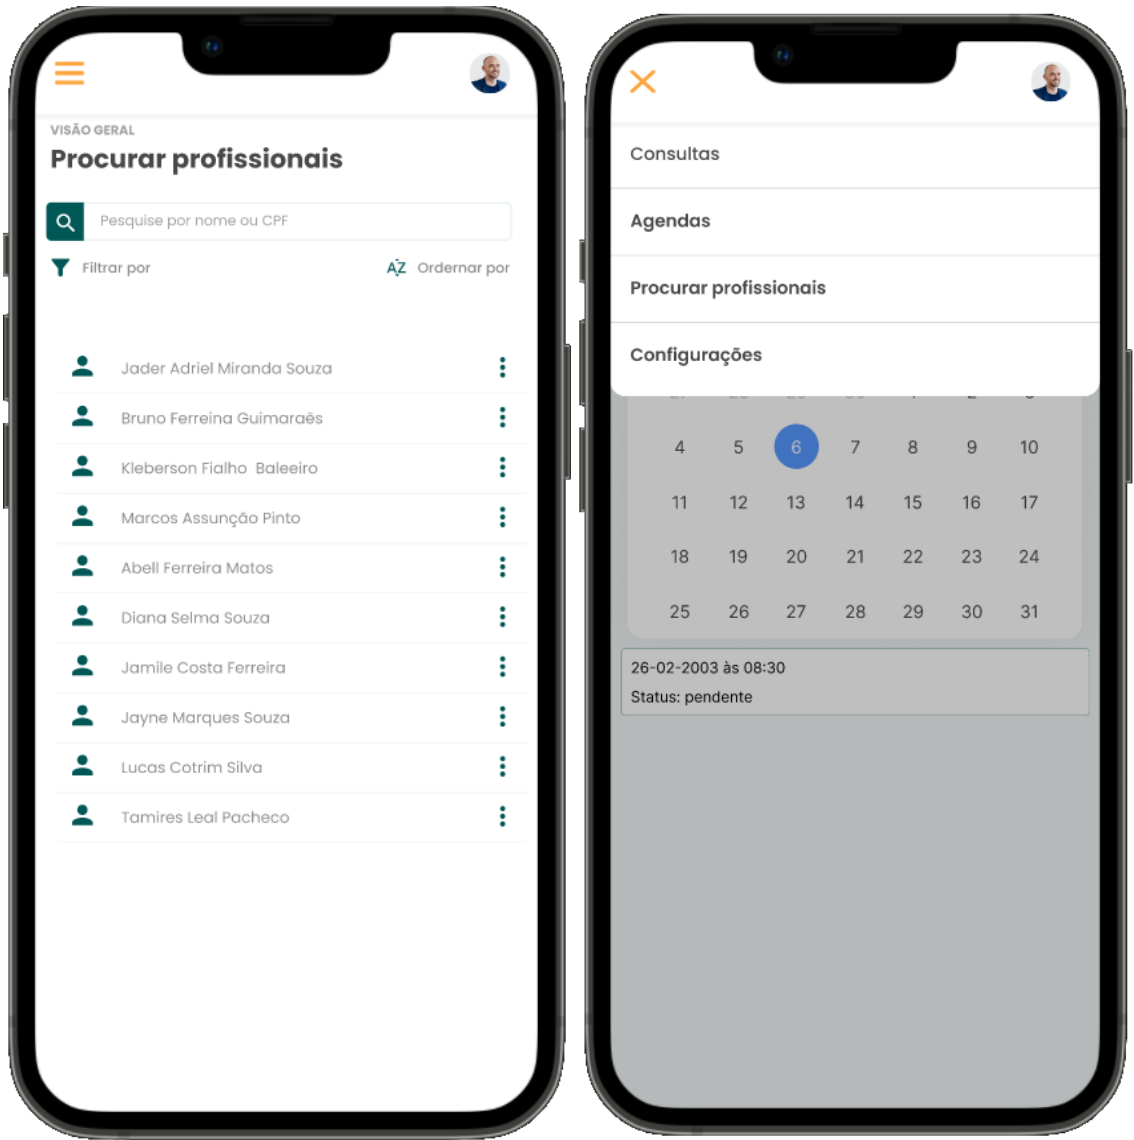 VISÃO GERAL
Procurar profissionais
Pesquise por nome ou CPF
Filtrar por
AZ Ordernar por
Jader Adriel Miranda Souza
Bruno Ferreina Guimaraês
Kleberson Fialho Baleeiro
Marcos Assunção Pinto
Abell Ferreira Matos
Diana Selma Souza
Jamile Costa Ferreira
Jayne Marques Souza
Lucas Cotrim Silva
Tamires Leal Pacheco
Consultas
Agendas
Procurar profissionais
Configurações
4 5 6 7 8 9 10
11 12 13 14 15 16 17
18 19 20 21 22 23 24
25 26 27 28 29 30 31
26-02-2003 às 08:30
Status: pendente